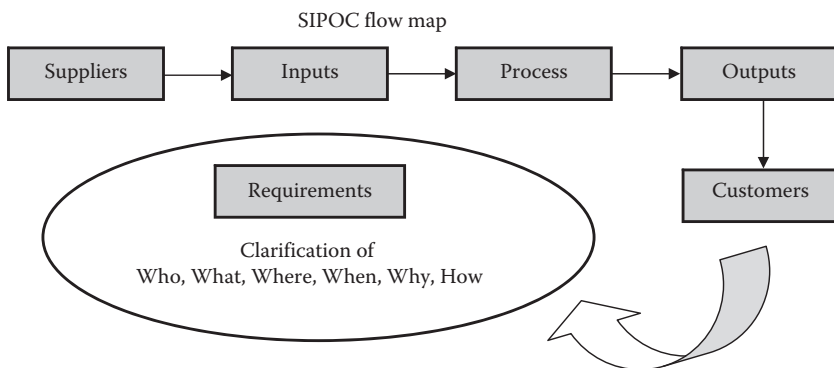 SIPOC flow map
Suppliers
Inputs
Process
Outputs
Customers
Requirements
Clarification of
Who, What, Where, When, Why, How